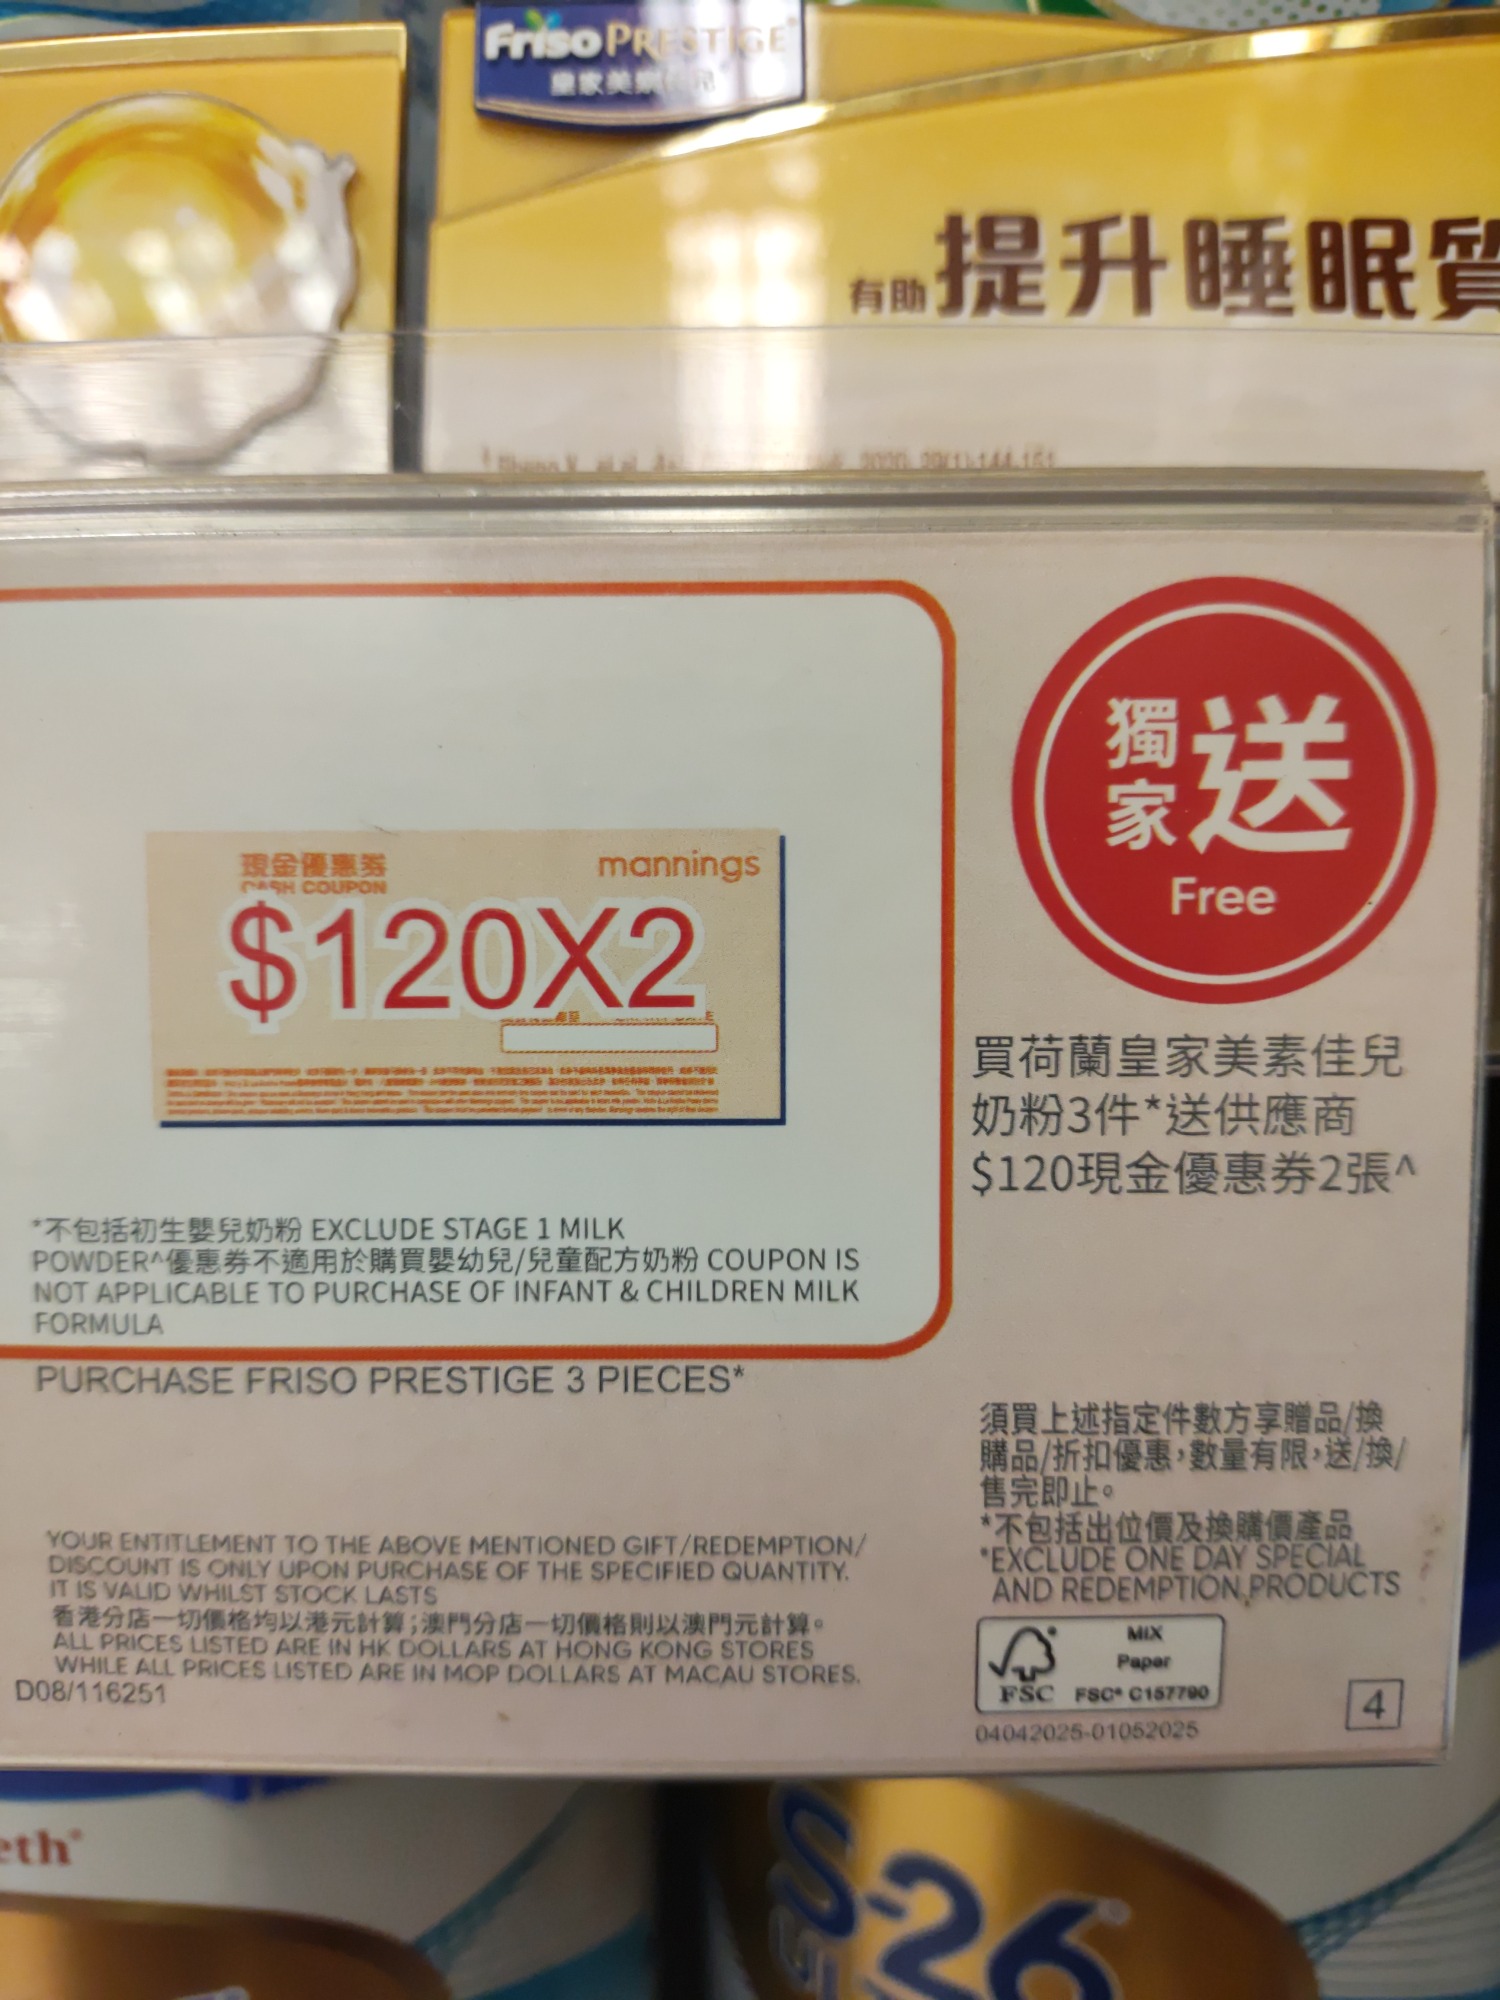 Friso PRESTIGE
皇家美素佳兒
有助提升睡眠質
2020; 29(1):144-151
獨家送
Free
現金優惠券
mannings
CASH COUPON
$120X2
買荷蘭皇家美素佳兒
奶粉3件*送供應商
$120現金優惠券2張^
*不包括初生嬰兒奶粉 EXCLUDE STAGE 1 MILK
POWDER^優惠券不適用於購買嬰幼兒/兒童配方奶粉 COUPON IS
NOT APPLICABLE TO PURCHASE OF INFANT & CHILDREN MILK
FORMULA
PURCHASE FRISO PRESTIGE 3 PIECES*
須買上述指定件數方享贈品/換
購品/折扣優惠，數量有限，送/換/
售完即止。
*不包括出位價及換購價產品
*EXCLUDE ONE DAY SPECIAL
AND REDEMPTION PRODUCTS
YOUR ENTITLEMENT TO THE ABOVE MENTIONED GIFT/REDEMPTION/
DISCOUNT IS ONLY UPON PURCHASE OF THE SPECIFIED QUANTITY.
IT IS VALID WHILST STOCK LASTS
香港分店一切價格均以港元計算；澳門分店一切價格則以澳門元計算。
ALL PRICES LISTED ARE IN HK DOLLARS AT HONG KONG STORES
WHILE ALL PRICES LISTED ARE IN MOP DOLLARS AT MACAU STORES.
D08/116251
MIX
Paper
FSC FSC® C157790
04042025-01052025
4
eth®
S-26